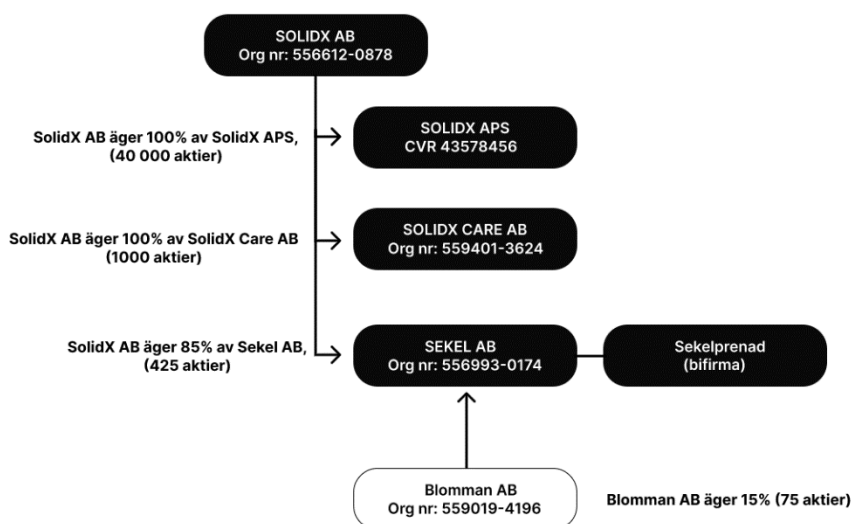 SOLIDX AB
Org nr: 556612-0878
SolidX AB äger 100% av SolidX APS,
(40 000 aktier)
SOLIDX APS
CVR 43578456
SolidX AB äger 100% av SolidX Care AB
(1000 aktier)
SOLIDX CARE AB
Org nr: 559401-3624
SolidX AB äger 85% av Sekel AB,
(425 aktier)
SEKEL AB
Org nr: 556993-0174
Sekelprenad
(bifirma)
Blomman AB
Org nr: 559019-4196
Blomman AB äger 15% (75 aktier)